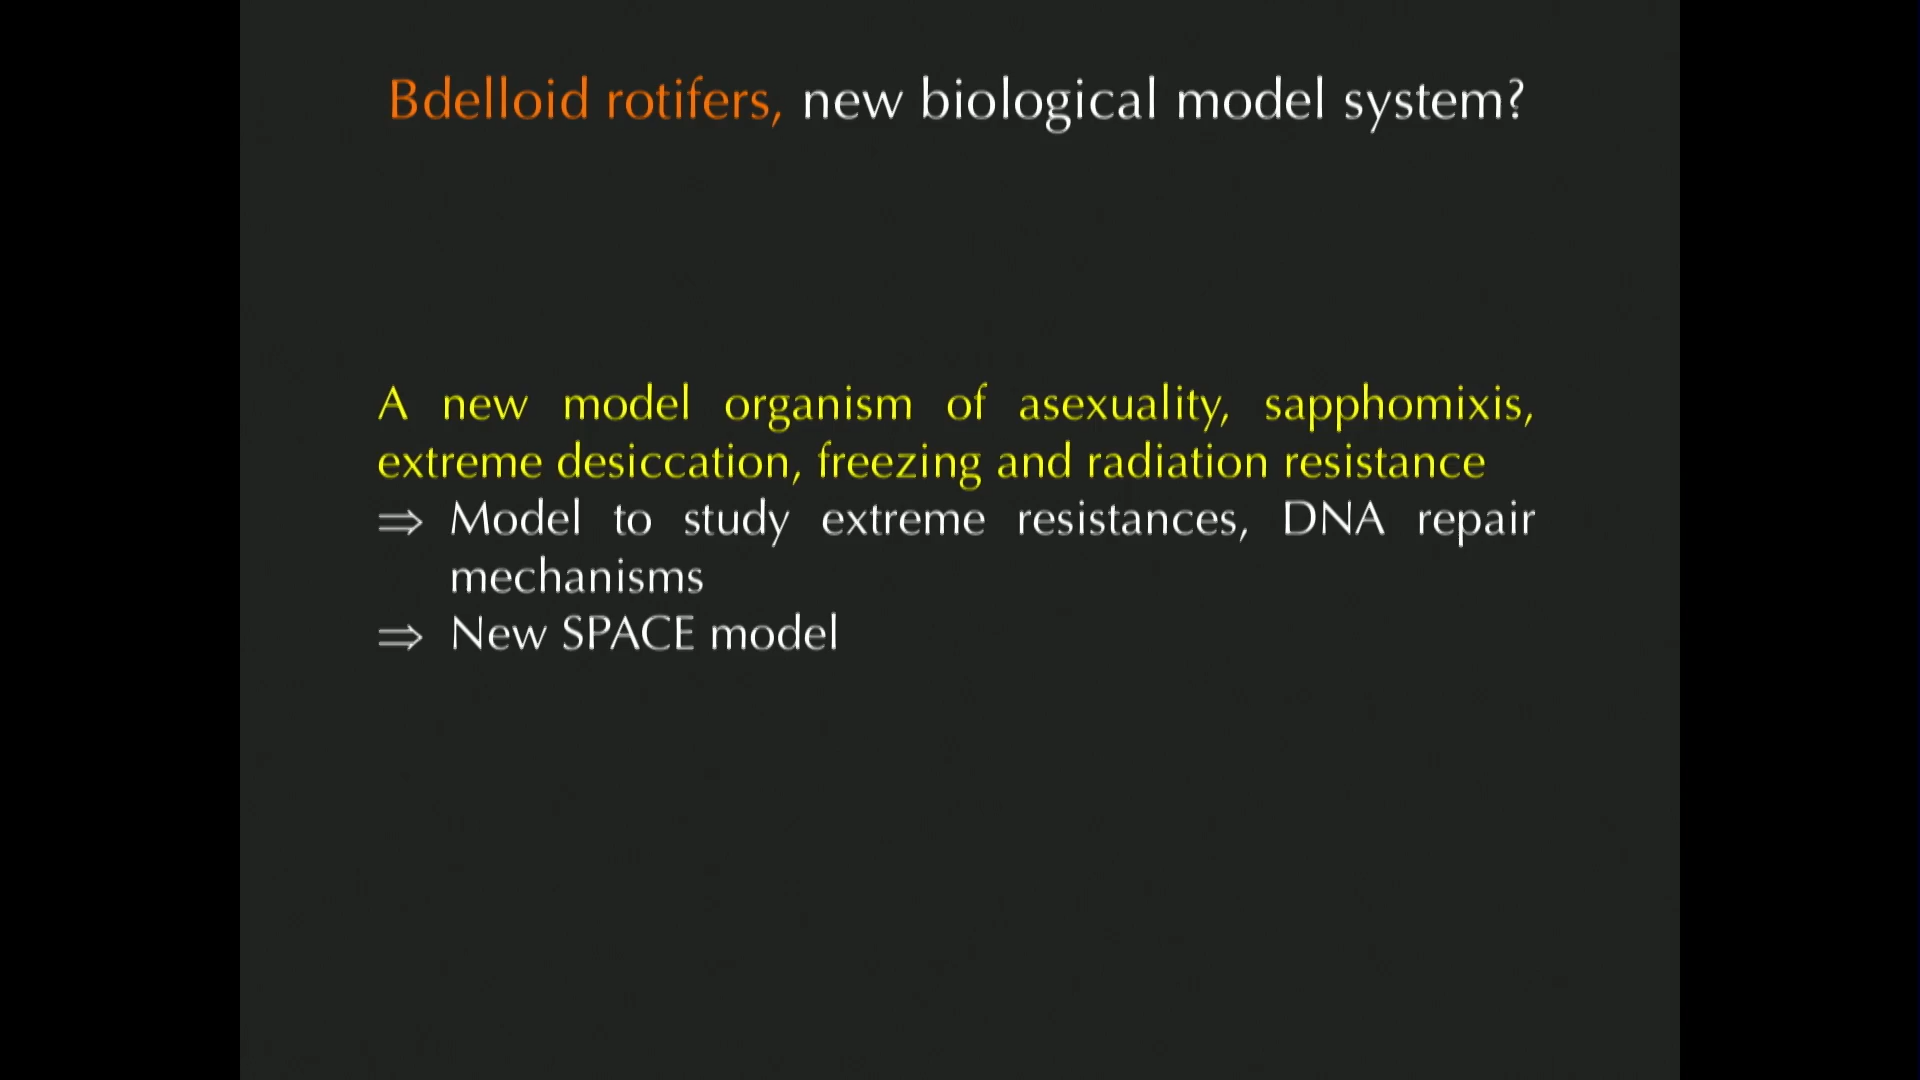 Bdelloid rotifers, new biological model system?
A new model organism of asexuality, sapphomixis,
extreme desiccation, freezing and radiation resistance
⇒ Model to study extreme resistances, DNA repair
mechanisms
⇒ New SPACE model